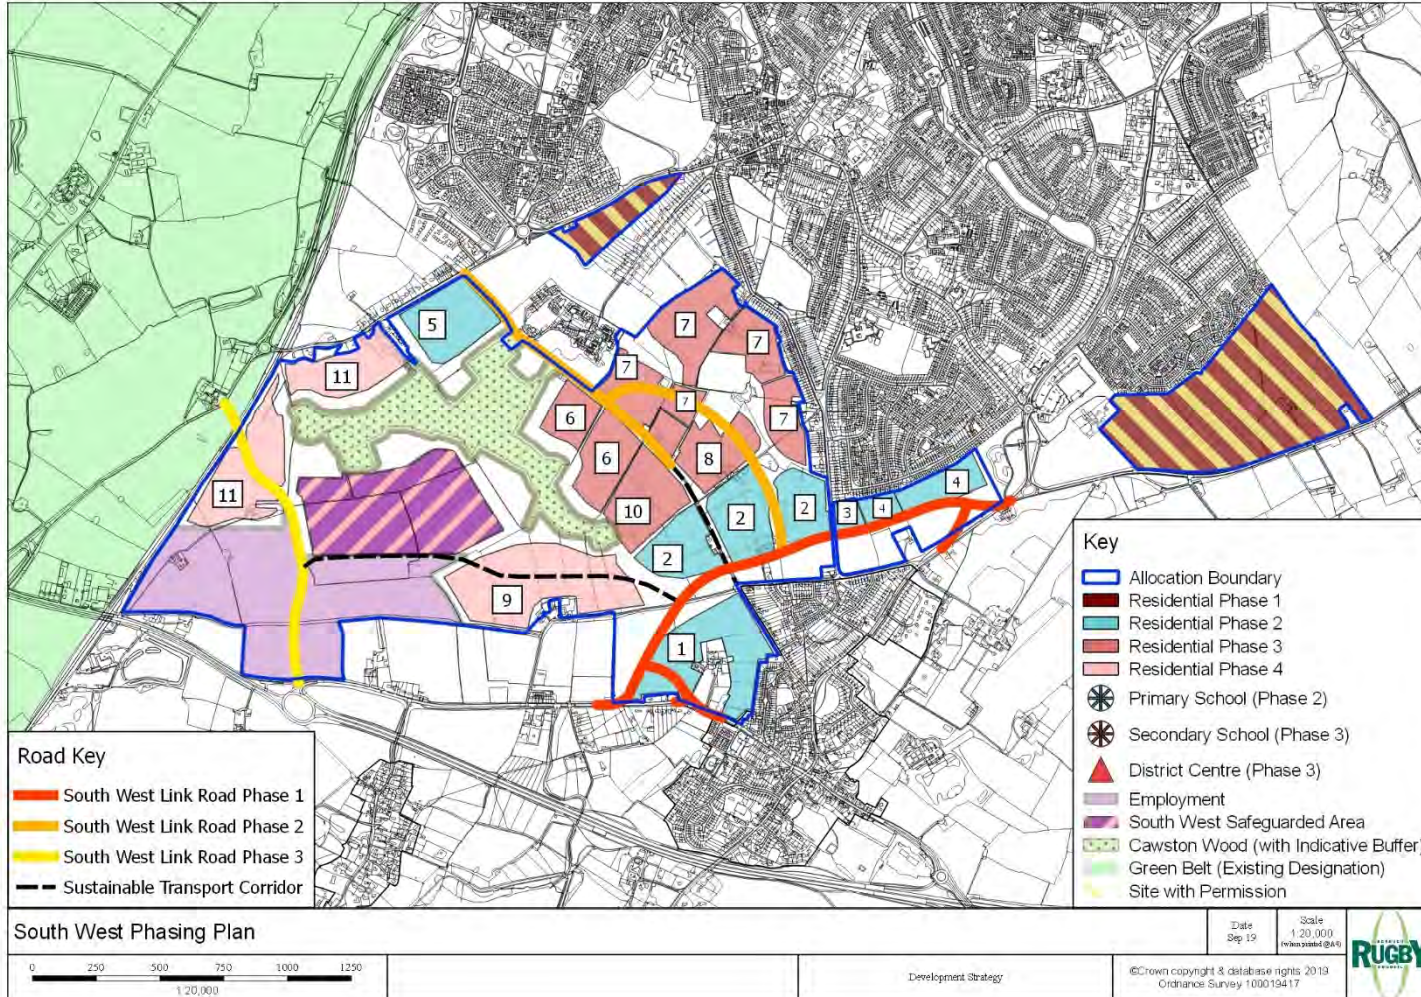 5
7
7
11
7
7
6
7
6
8
11
4
10
2
2
3
4
2
9
1
Key
Allocation Boundary
Residential Phase 1
Residential Phase 2
Residential Phase 3
Residential Phase 4
Primary School (Phase 2)
Secondary School (Phase 3)
District Centre (Phase 3)
Employment
South West Safeguarded Area
Cawston Wood (with Indicative Buffer)
Green Belt (Existing Designation)
Site with Permission
Road Key
South West Link Road Phase 1
South West Link Road Phase 2
South West Link Road Phase 3
Sustainable Transport Corridor
South West Phasing Plan
Date
Sep 19
Scale
1:20,000
(when printed @A4)
0 250 500 750 1000 1250
1:20,000
Development Strategy
©Crown copyright & database rights 2019
Ordnance Survey 100019417
RUGBY